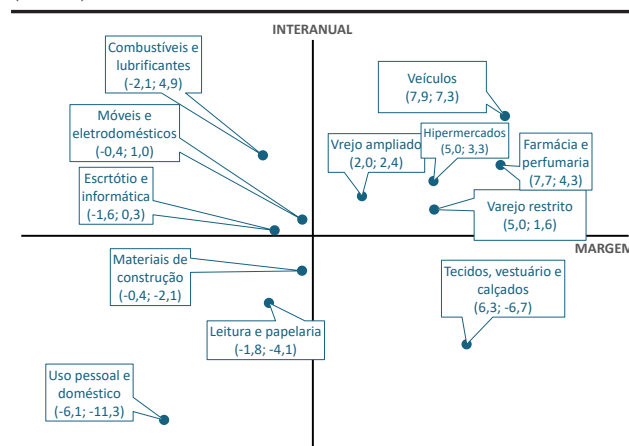 INTERANUAL
Combustíveis e
lubrificantes
(-2,1; 4,9)
Veículos
(7,9; 7,3)
Móveis e
eletrodomésticos
(-0,4; 1,0)
Vrejo ampliado
(2,0; 2,4)
Hipermercados
(5,0; 3,3)
Farmácia e
perfumaria
(7,7; 4,3)
Escrtótio e
informática
(-1,6; 0,3)
Varejo restrito
(5,0; 1,6)
MARGEM
Materiais de
construção
(-0,4; -2,1)
Tecidos, vestuário e
calçados
(6,3; -6,7)
Leitura e papelaria
(-1,8; -4,1)
Uso pessoal e
doméstico
(-6,1; -11,3)